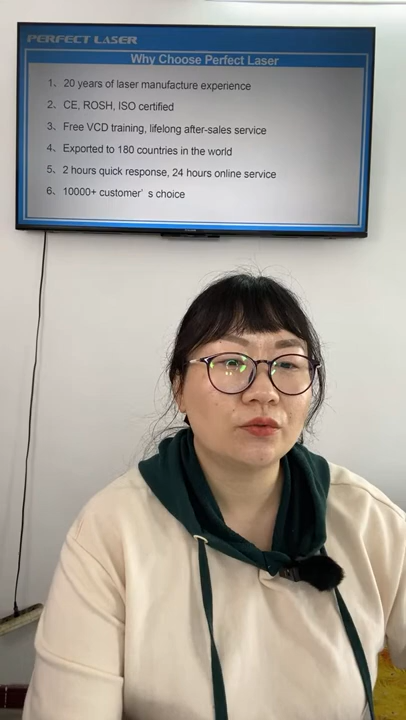 PERFECT LASER
Why Choose Perfect Laser
1、20 years of laser manufacture experience
2、CE, ROSH, ISO certified
3、Free VCD training, lifelong after-sales service
4、Exported to 180 countries in the world
5、2 hours quick response, 24 hours online service
6、10000+ customer’s choice